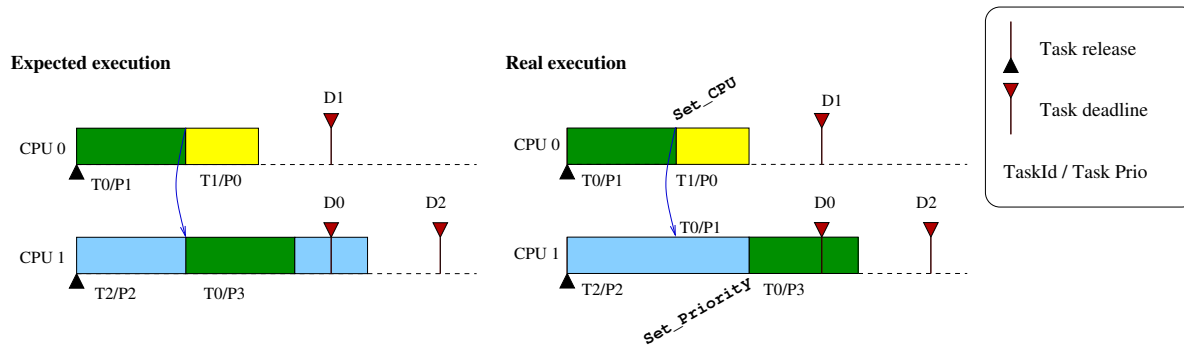 Expected execution
D1
CPU 0
T0/P1
T1/P0
D0
D2
CPU 1
T2/P2
T0/P3
Real execution
Set_CPU
D1
CPU 0
T0/P1
T1/P0
T0/P1
D0
D2
CPU 1
T2/P2
T0/P3
Set_Priority
Task release
Task deadline
TaskId / Task Prio